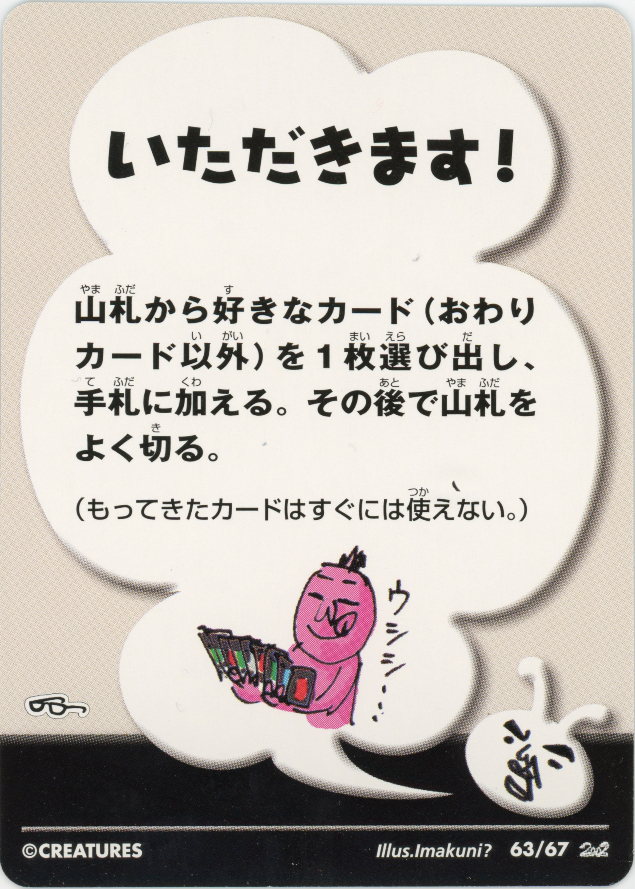 いただきます!
山札から好きなカード(おわり
カード以外)を1枚選び出し、
手札に加える。その後で山札を
よく切る。
(もってきたカードはすぐには使えない。)
ウシシ…
©CREATURES
Illus.Imakuni? 63/67 2002